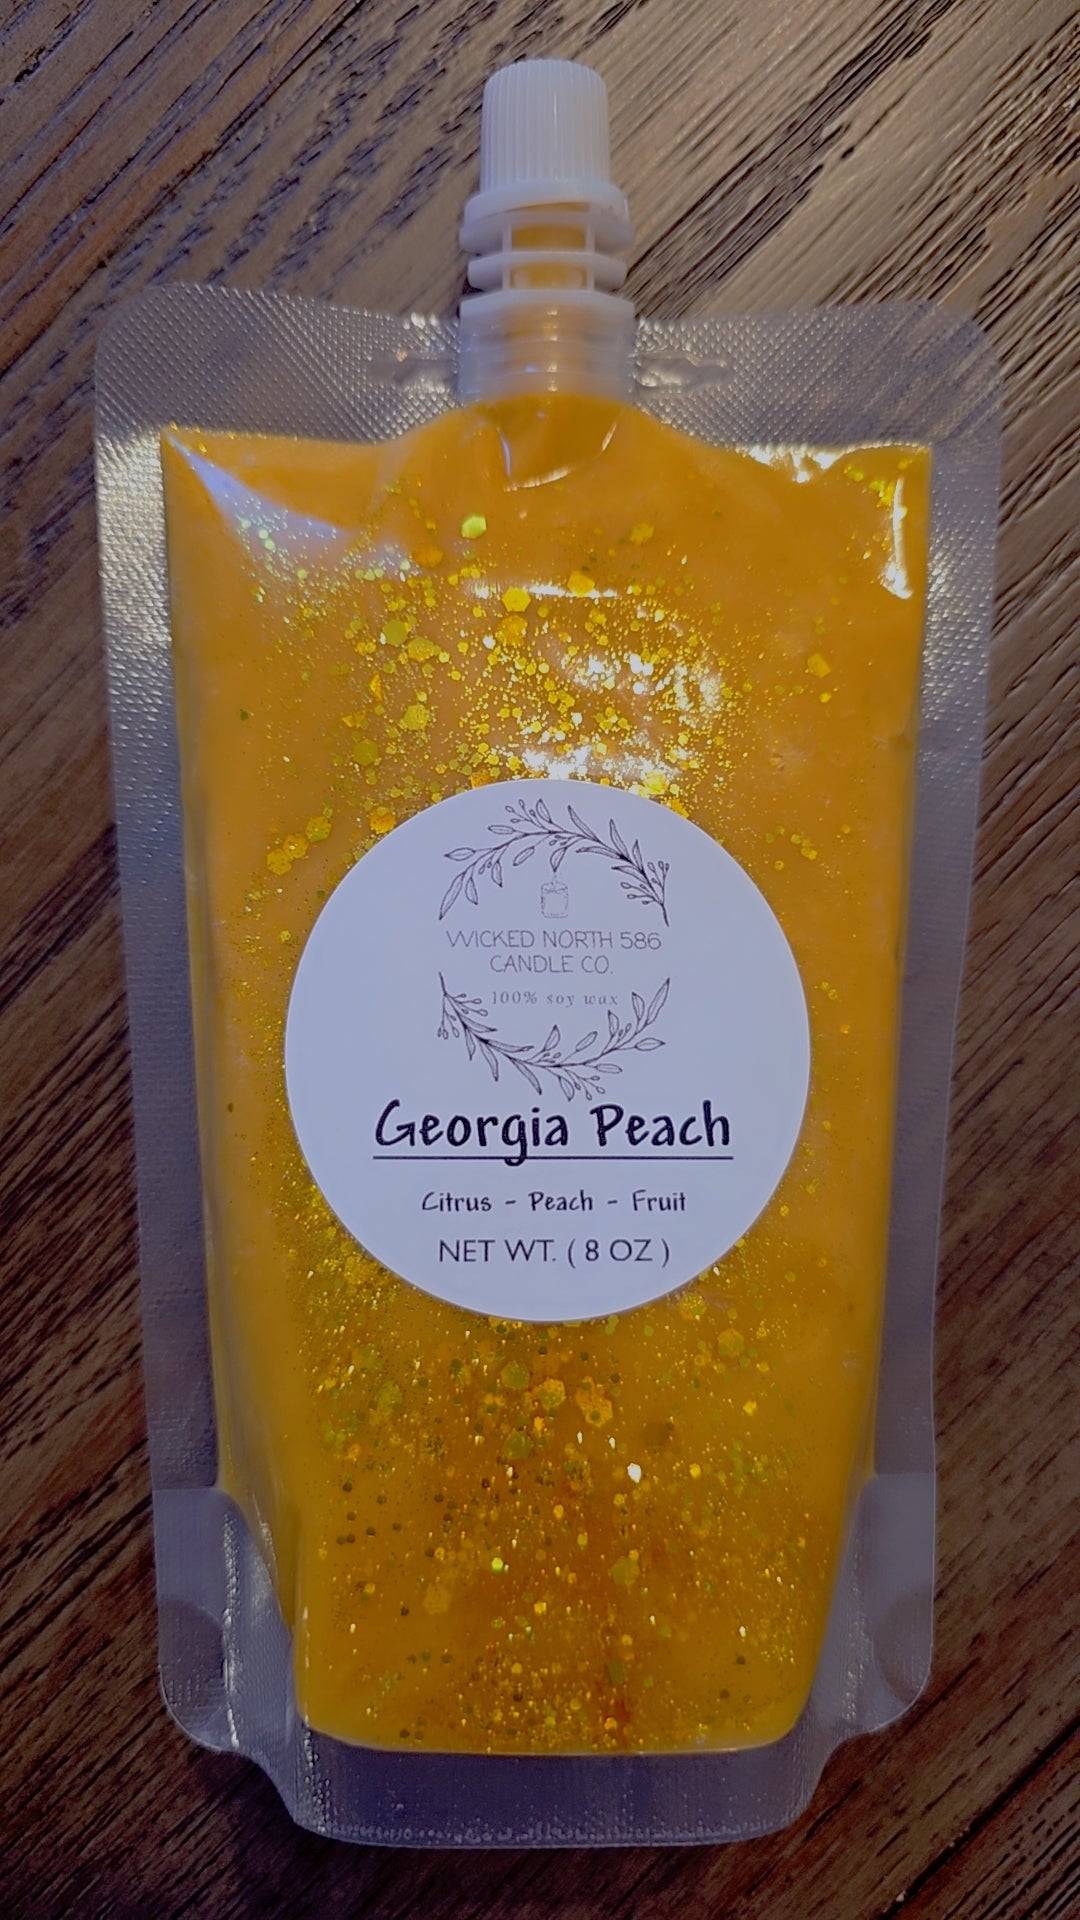 WICKED NORTH 586
CANDLE CO.
100% soy wax
Georgia Peach
Citrus - Peach - Fruit
NET WT. ( 8 OZ )